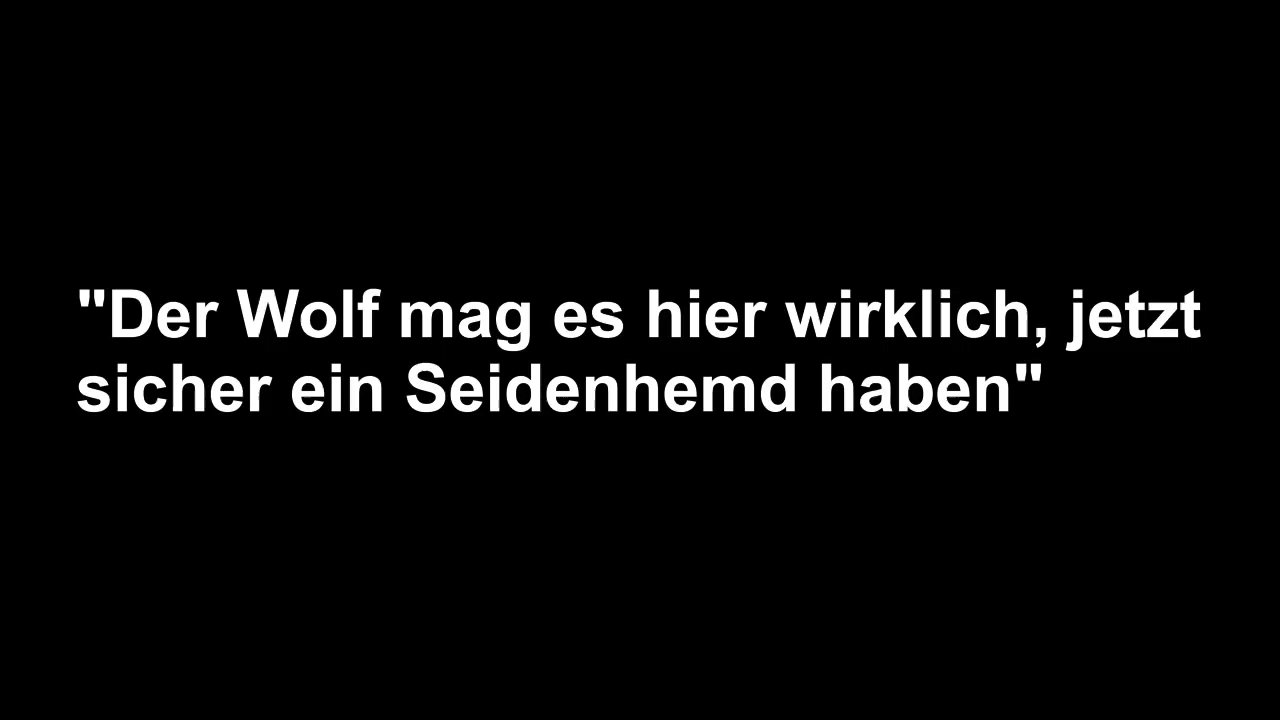 "Der Wolf mag es hier wirklich, jetzt
sicher ein Seidenhemd haben"